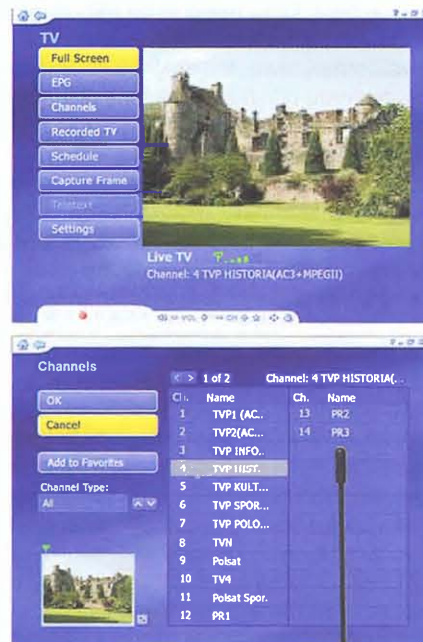 TV
Full Screen
EPG
Channels
Recorded TV
Schedule
Capture Frame
Teletext
Settings
Live TV
Channel: 4 TVP HISTORIA(AC3+MPEGII)
VOL CH
Channels
< > 1 of 2 Channel: 4 TVP HISTORIA(...
OK
Cancel
Add to Favorites
Channel Type:
All
Ch. Name Ch. Name
1 TVP1 (AC..
2 TVP2(AC...
3 TVP INFO..
4 TVP HIST.
5 TVP KULT...
6 TVP SPOR...
7 TVP POLO...
8 TVN
9 Polsat
10 TV4
11 Polsat Spor.
12 PR1
13 PR2
14 PR3